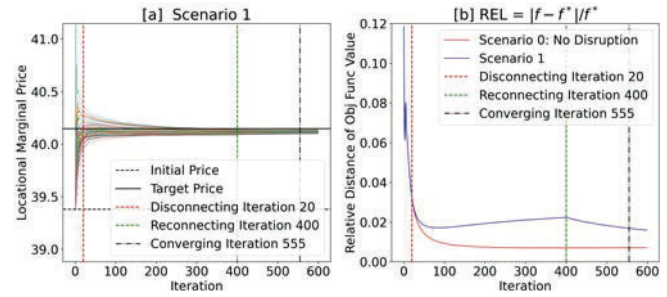 [a] Scenario 1
41.0
40.5
40.0
39.5
39.0
Locational Marginal Price
Initial Price
Target Price
Disconnecting Iteration 20
Reconnecting Iteration 400
Converging Iteration 555
0 100 200 300 400 500 600
Iteration
[b] REL = |f − f*|/f*
0.12
0.10
0.08
0.06
0.04
0.02
0.00
Relative Distance of Obj Func Value
Scenario 0: No Disruption
Scenario 1
Disconnecting Iteration 20
Reconnecting Iteration 400
Converging Iteration 555
0 100 200 300 400 500 600
Iteration